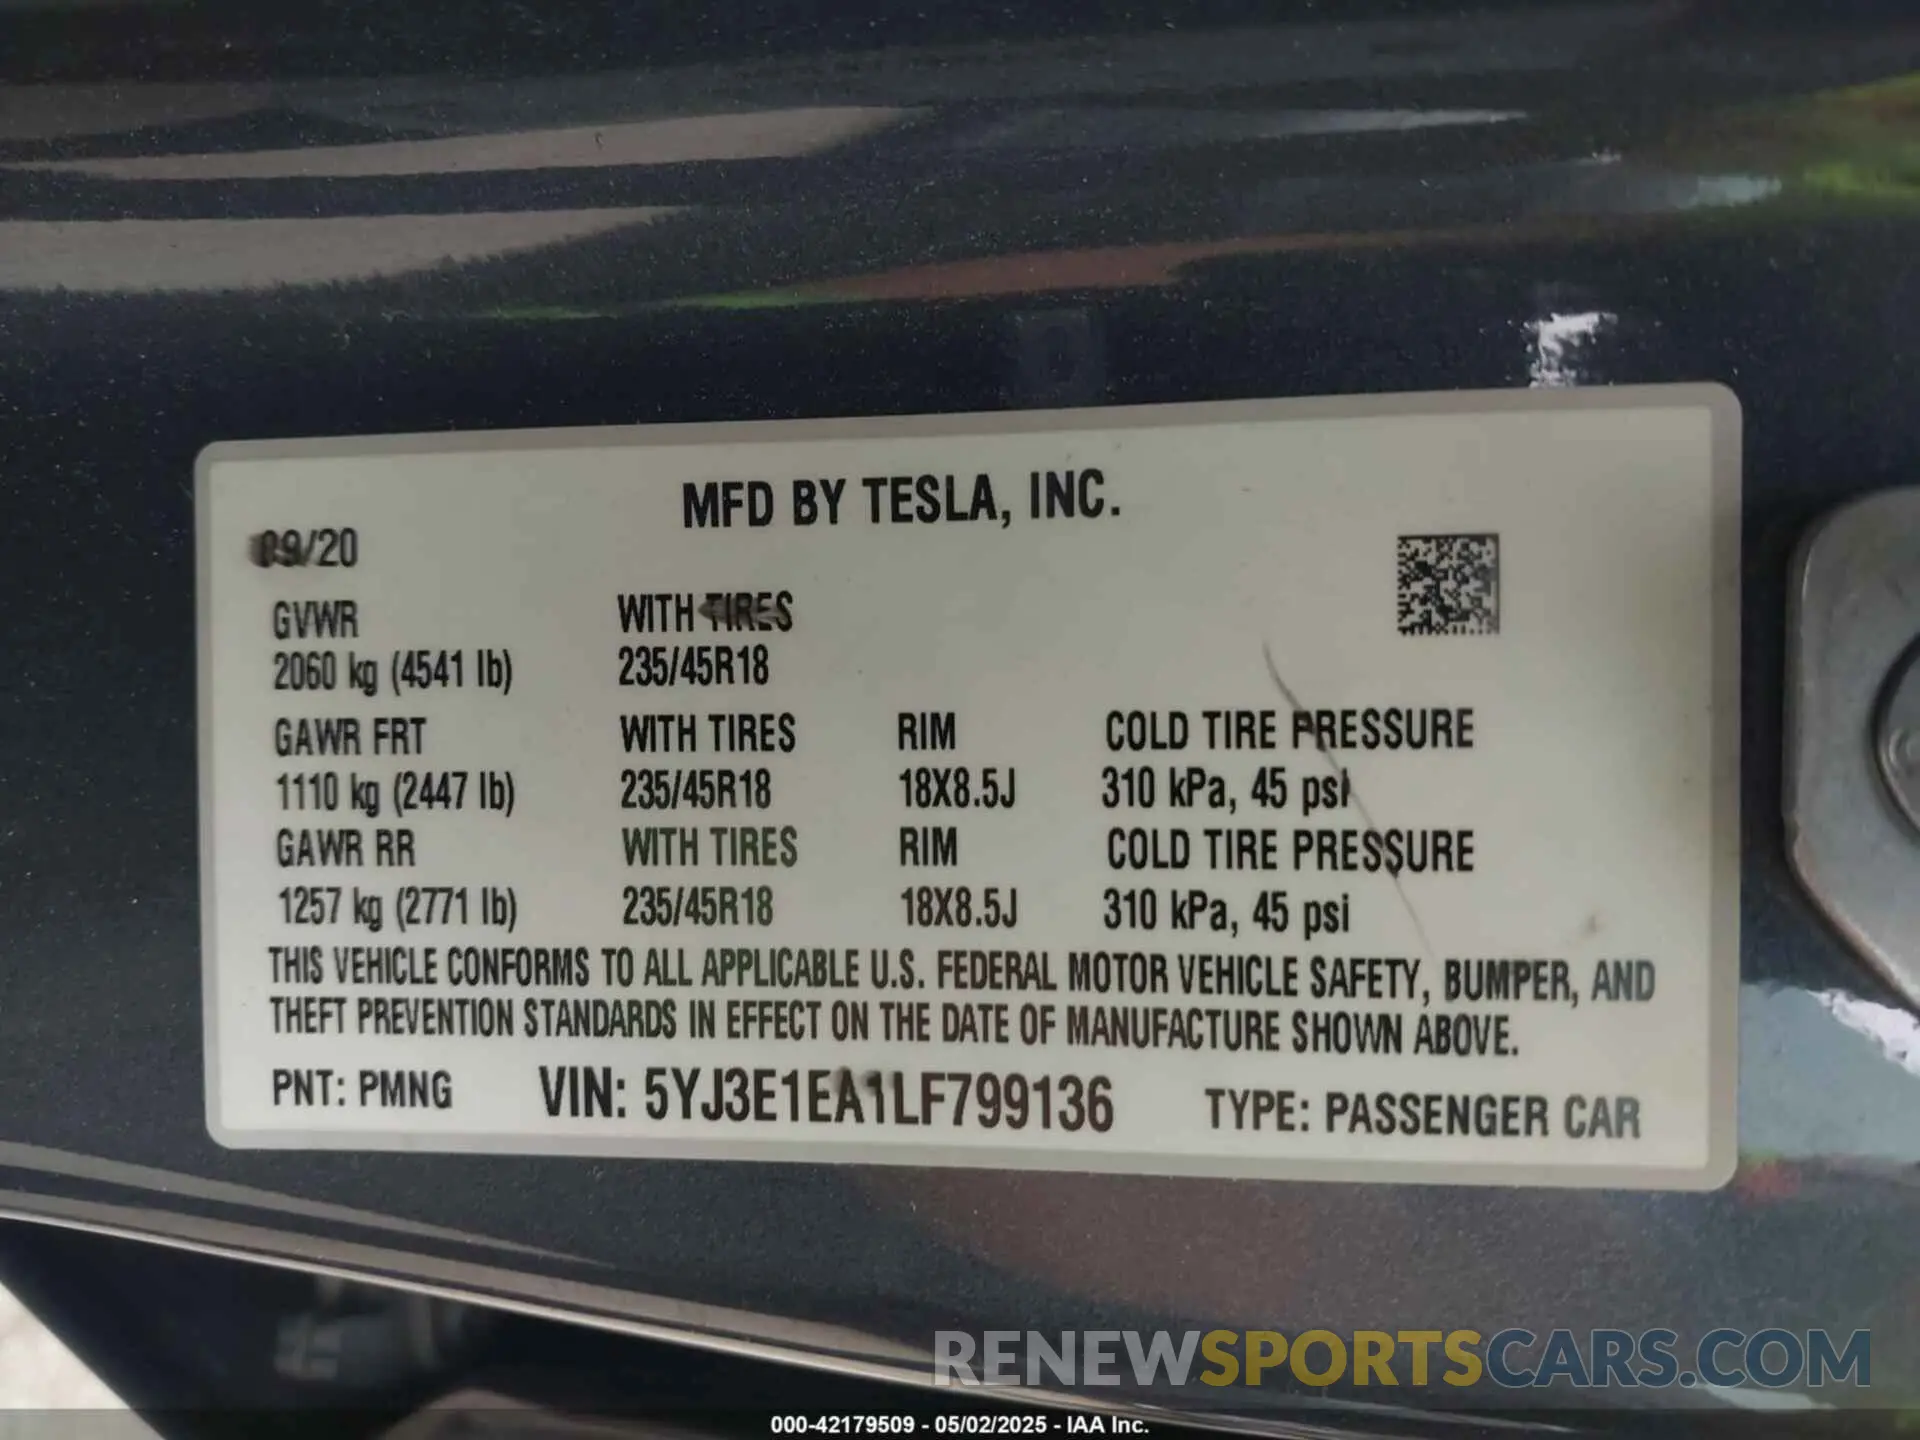 MFD BY TESLA, INC.
09/20
GVWR WITH TIRES
2060 kg (4541 lb) 235/45R18
GAWR FRT WITH TIRES RIM COLD TIRE PRESSURE
1110 kg (2447 lb) 235/45R18 18X8.5J 310 kPa, 45 psi
GAWR RR WITH TIRES RIM COLD TIRE PRESSURE
1257 kg (2771 lb) 235/45R18 18X8.5J 310 kPa, 45 psi
THIS VEHICLE CONFORMS TO ALL APPLICABLE U.S. FEDERAL MOTOR VEHICLE SAFETY, BUMPER, AND
THEFT PREVENTION STANDARDS IN EFFECT ON THE DATE OF MANUFACTURE SHOWN ABOVE.
PNT: PMNG VIN: 5YJ3E1EA1LF799136 TYPE: PASSENGER CAR
RENEWSPORTSCARS.COM
000-42179509 - 05/02/2025 - IAA Inc.